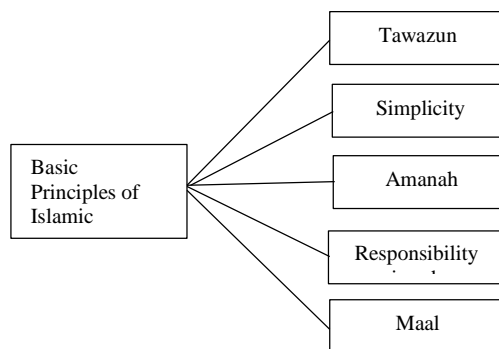 Basic
Principles of
Islamic
Tawazun
Simplicity
Amanah
Responsibility
Maal